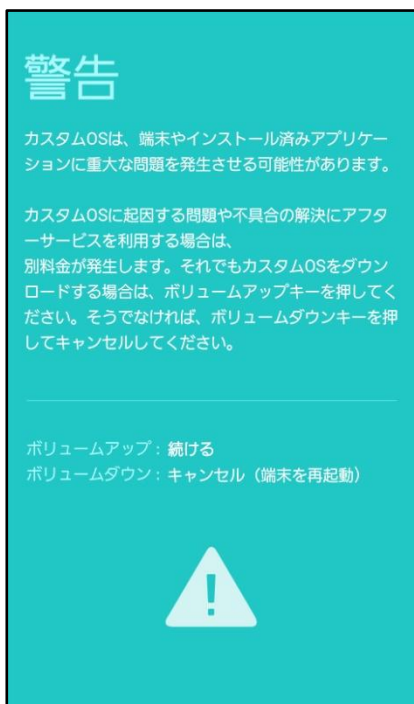 警告
カスタムOSは、端末やインストール済みアプリケー
ションに重大な問題を発生させる可能性があります。
カスタムOSに起因する問題や不具合の解決にアフタ
ーサービスを利用する場合は、
別料金が発生します。それでもカスタムOSをダウン
ロードする場合は、ボリュームアップキーを押してく
ださい。そうでなければ、ボリュームダウンキーを押
してキャンセルしてください。
ボリュームアップ : 続ける
ボリュームダウン : キャンセル（端末を再起動）